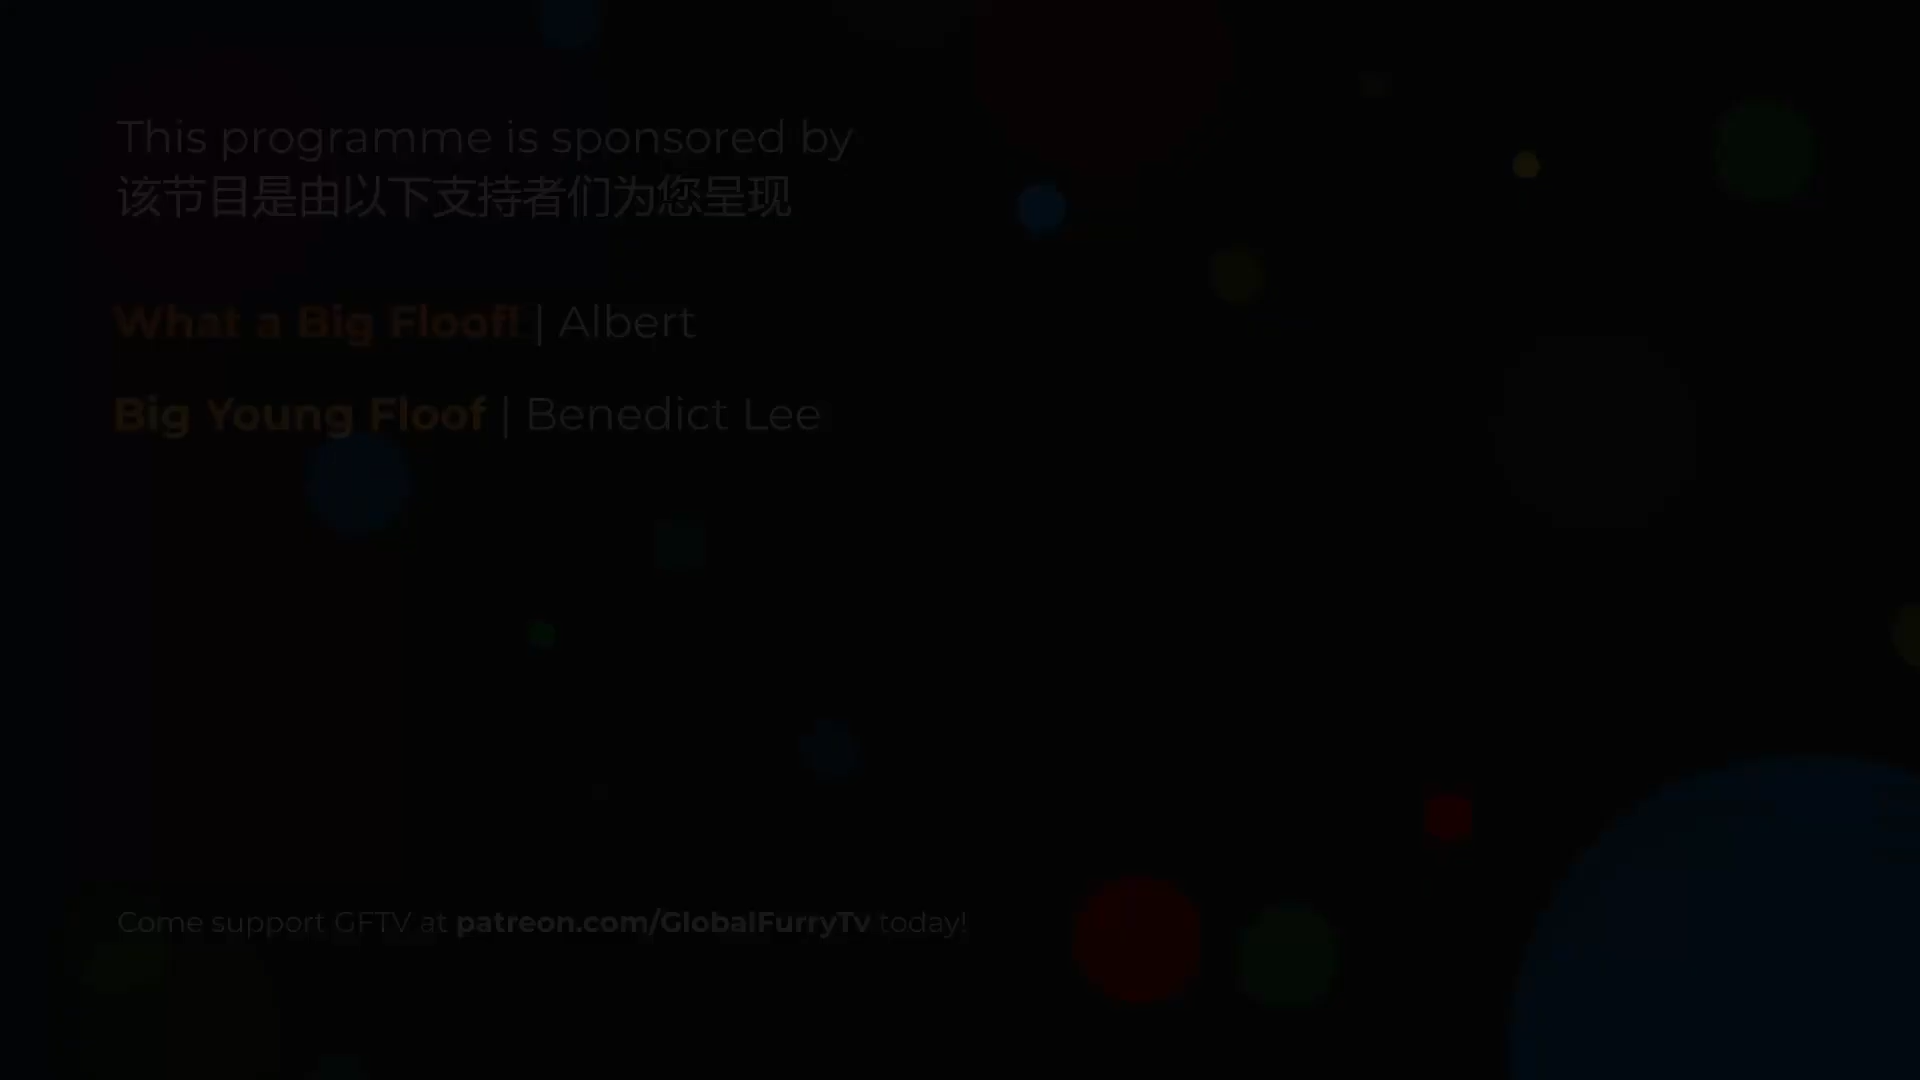 This programme is sponsored by
该节目是由以下支持者们为您呈现
What a Big Floof! | Albert
Big Young Floof | Benedict Lee
Come support GFTV at patreon.com/GlobalFurryTv today!